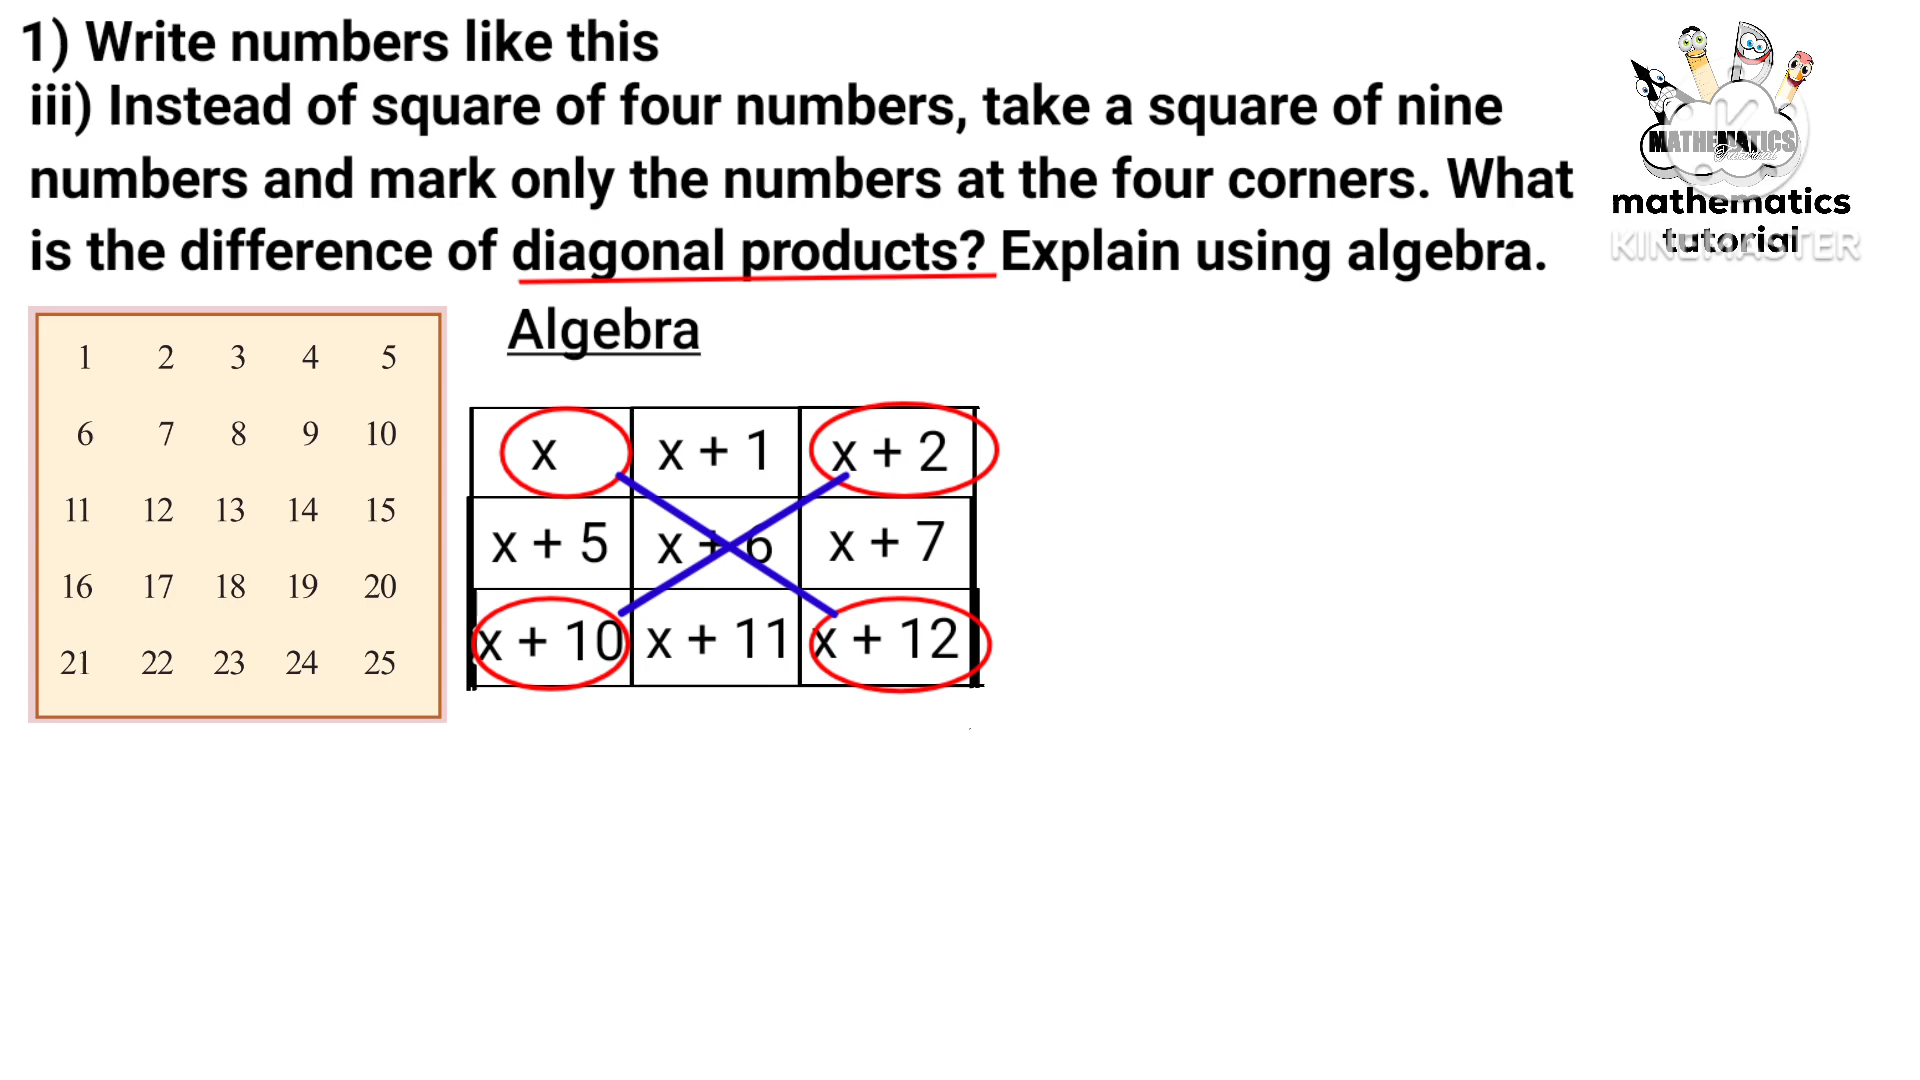 1) Write numbers like this
iii) Instead of square of four numbers, take a square of nine
numbers and mark only the numbers at the four corners. What
is the difference of diagonal products? Explain using algebra.
MATHEMATICS
Tutorial
mathematics
tutorial
KINEMASTER
Algebra
1 2 3 4 5
6 7 8 9 10
11 12 13 14 15
16 17 18 19 20
21 22 23 24 25
x x + 1 x + 2
x + 5 x + 6 x + 7
x + 10 x + 11 x + 12